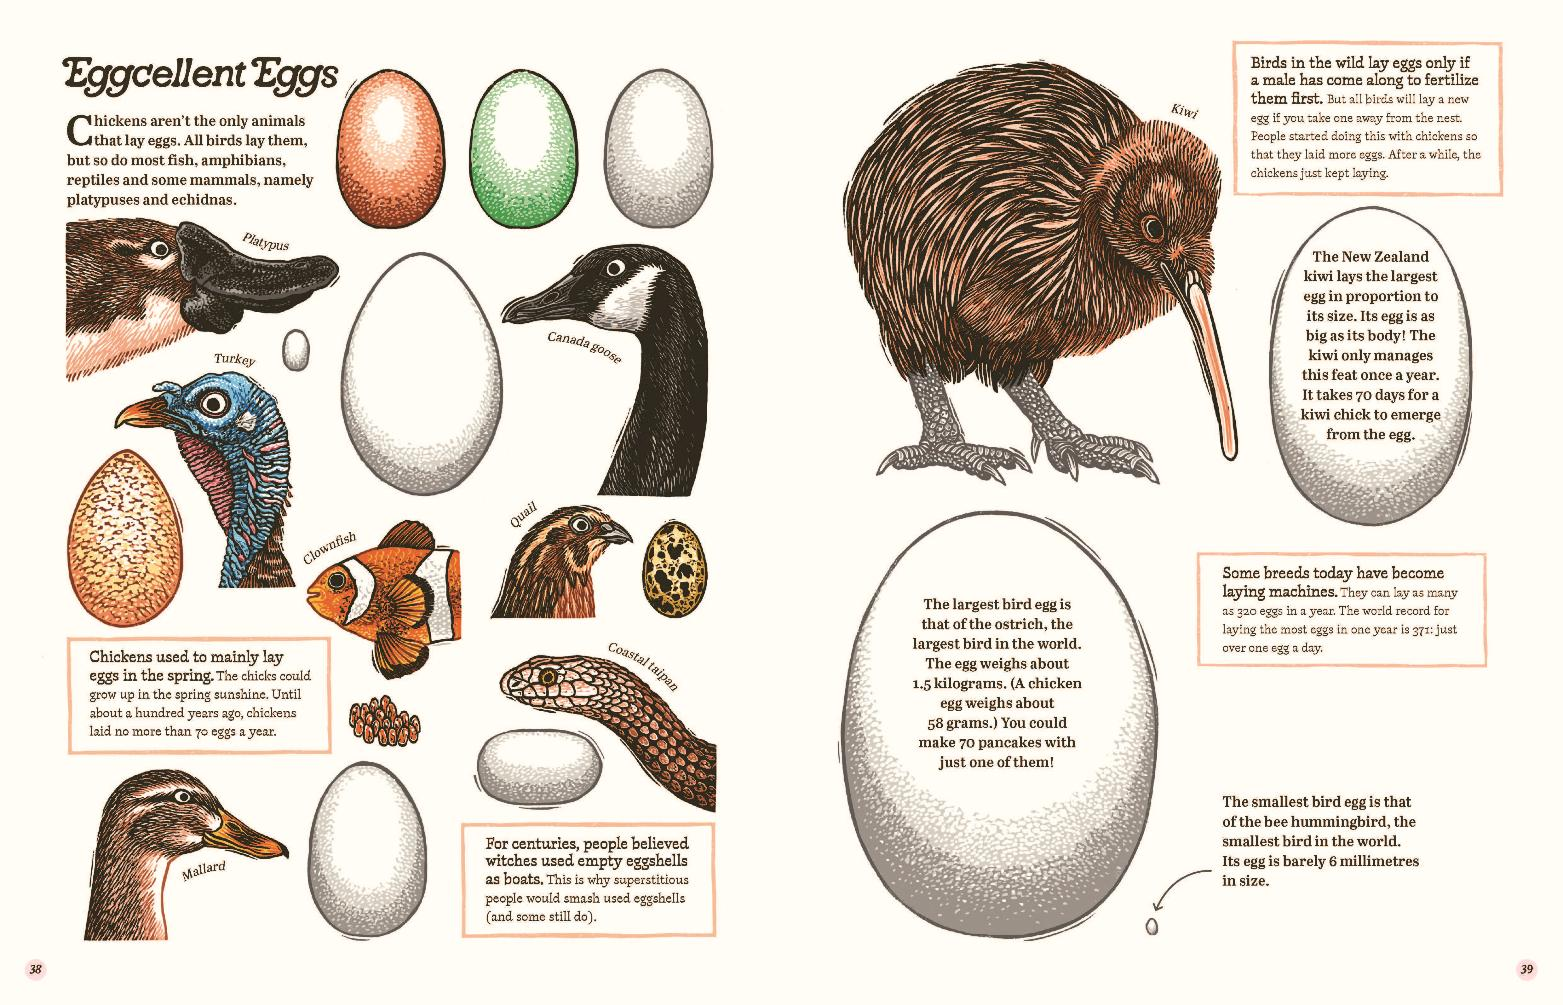 Eggcellent Eggs
Chickens aren't the only animals
that lay eggs. All birds lay them,
but so do most fish, amphibians,
reptiles and some mammals, namely
platypuses and echidnas.
Platypus
Canada goose
Turkey
Quail
Clownfish
Coastal taipan
Chickens used to mainly lay
eggs in the spring. The chicks could
grow up in the spring sunshine. Until
about a hundred years ago, chickens
laid no more than 70 eggs a year.
Mallard
For centuries, people believed
witches used empty eggshells
as boats. This is why superstitious
people would smash used eggshells
(and some still do).
38
Kiwi
Birds in the wild lay eggs only if
a male has come along to fertilize
them first. But all birds will lay a new
egg if you take one away from the nest.
People started doing this with chickens so
that they laid more eggs. After a while, the
chickens just kept laying.
The New Zealand
kiwi lays the largest
egg in proportion to
its size. Its egg is as
big as its body! The
kiwi only manages
this feat once a year.
It takes 70 days for a
kiwi chick to emerge
from the egg.
The largest bird egg is
that of the ostrich, the
largest bird in the world.
The egg weighs about
1.5 kilograms. (A chicken
egg weighs about
58 grams.) You could
make 70 pancakes with
just one of them!
Some breeds today have become
laying machines. They can lay as many
as 320 eggs in a year. The world record for
laying the most eggs in one year is 371: just
over one egg a day.
The smallest bird egg is that
of the bee hummingbird, the
smallest bird in the world.
Its egg is barely 6 millimetres
in size.
39